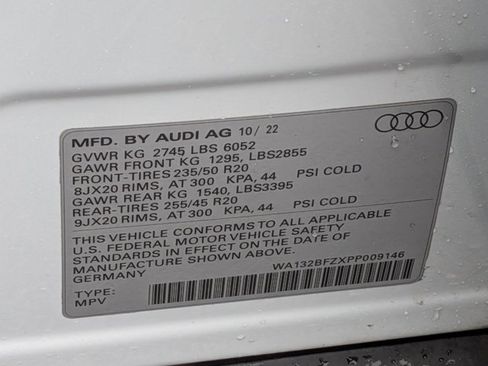 MFD. BY AUDI AG 10/ 22
GVWR KG 2745 LBS 6052
GAWR FRONT KG 1295, LBS2855
FRONT-TIRES 235/50 R20
8JX20 RIMS, AT 300 KPA, 44 PSI COLD
GAWR REAR KG 1540, LBS3395
REAR-TIRES 255/45 R20
9JX20 RIMS, AT 300 KPA, 44 PSI COLD
THIS VEHICLE CONFORMS TO ALL APPLICABLE
U.S. FEDERAL MOTOR VEHICLE SAFETY
STANDARDS IN EFFECT ON THE DATE OF
MANUFACTURE SHOWN ABOVE.
GERMANY
WA132BFZXPP009146
TYPE:
MPV